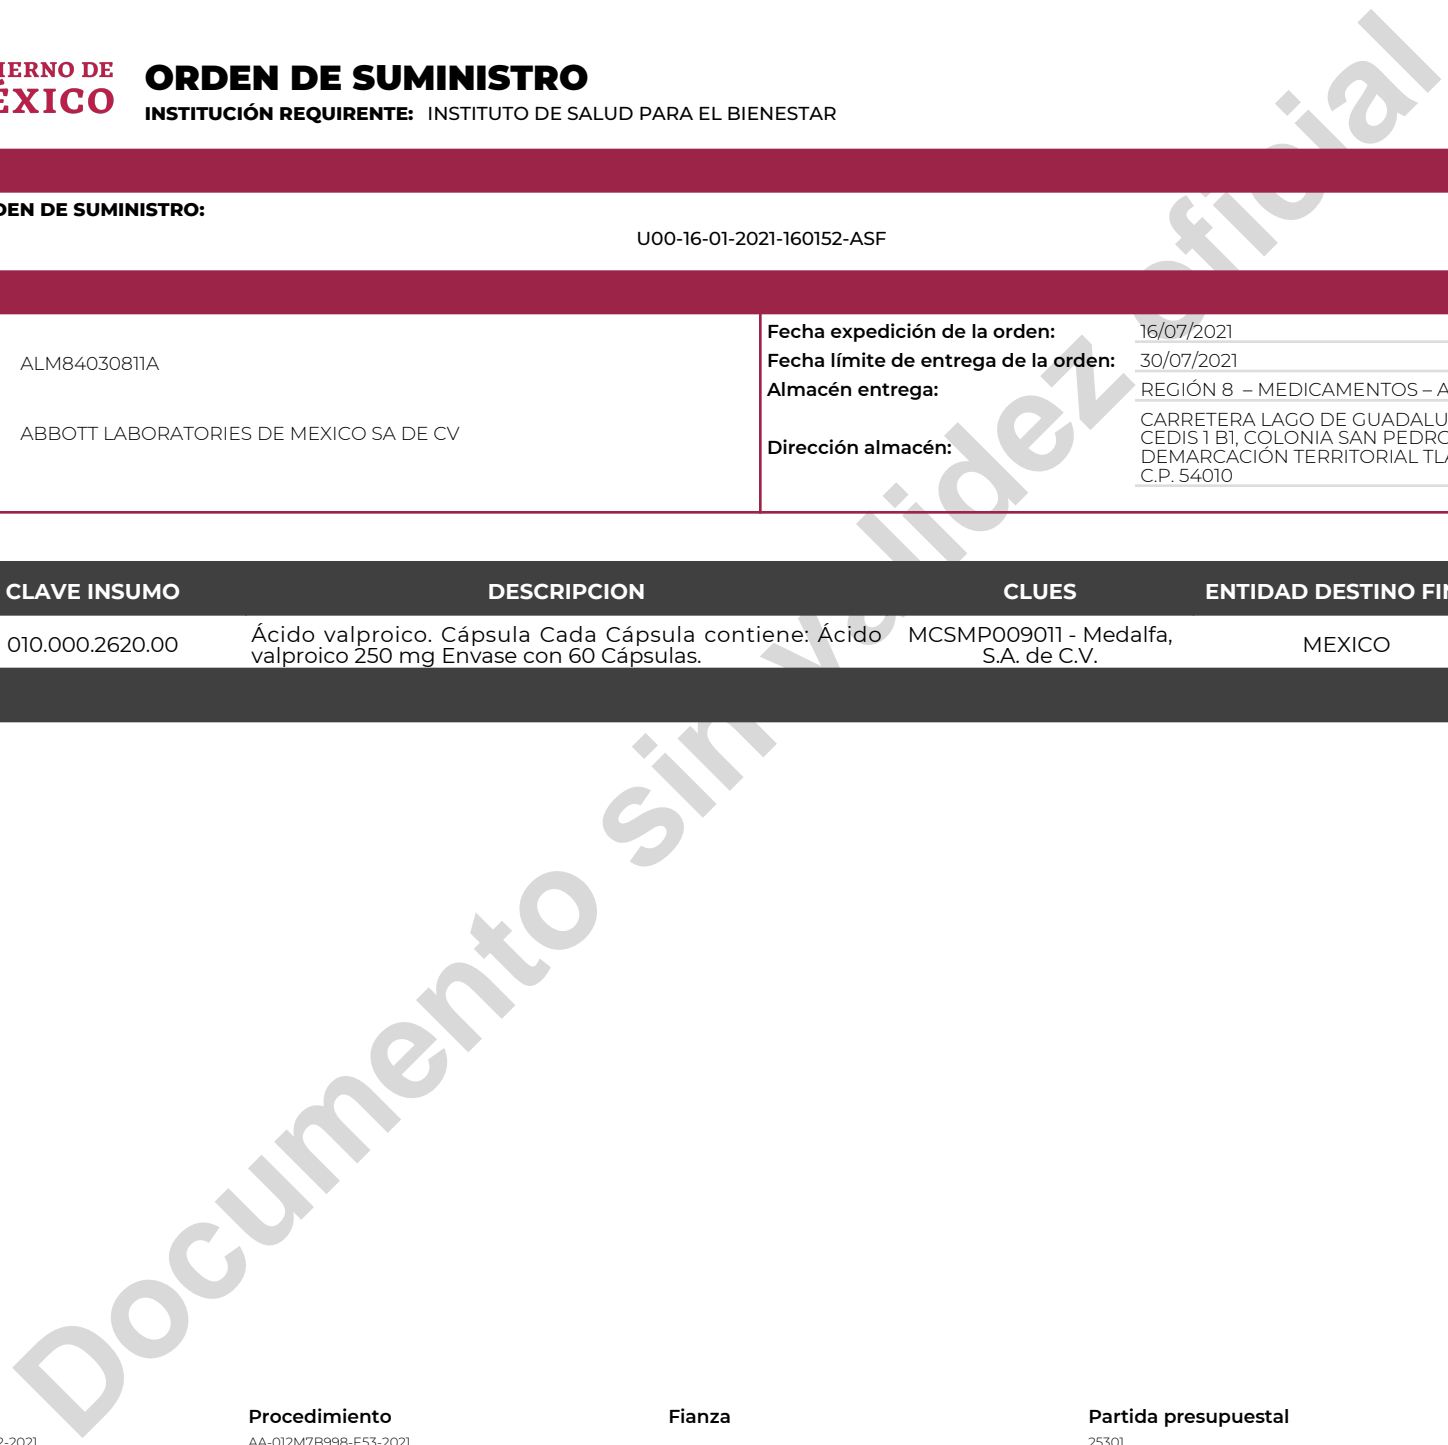 IERNO DE
ÉXICO
ORDEN DE SUMINISTRO
INSTITUCIÓN REQUIRENTE: INSTITUTO DE SALUD PARA EL BIENESTAR
DEN DE SUMINISTRO:
U00-16-01-2021-160152-ASF
ALM84030811A
ABBOTT LABORATORIES DE MEXICO SA DE CV
Fecha expedición de la orden: 16/07/2021
Fecha límite de entrega de la orden: 30/07/2021
Almacén entrega: REGIÓN 8 – MEDICAMENTOS – A
Dirección almacén:
CARRETERA LAGO DE GUADALU
CEDIS 1 B1, COLONIA SAN PEDRO
DEMARCACIÓN TERRITORIAL TLA
C.P. 54010
CLAVE INSUMO DESCRIPCION CLUES ENTIDAD DESTINO FIN
010.000.2620.00
Ácido valproico. Cápsula Cada Cápsula contiene: Ácido
valproico 250 mg Envase con 60 Cápsulas.
MCSMP009011 - Medalfa,
S.A. de C.V.
MEXICO
Documento sin validez oficial
Procedimiento Fianza Partida presupuestal
2-2021 AA-012M7B998-E53-2021 25301